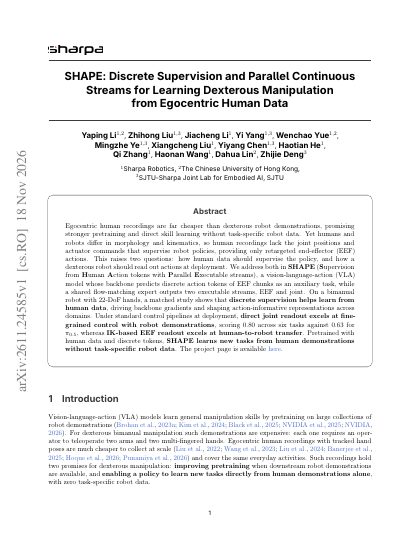 sharpa
SHAPE: Discrete Supervision and Parallel Continuous
Streams for Learning Dexterous Manipulation
from Egocentric Human Data
Yaping Li1,2, Zhihong Liu1,3, Jiacheng Li1, Yi Yang1,3, Wenchao Yue1,2,
Mingzhe Ye1,3, Xiangcheng Liu1, Yiyang Chen1,3, Haotian He1,
Qi Zhang1, Haonan Wang1, Dahua Lin2, Zhijie Deng3
1Sharpa Robotics, 2The Chinese University of Hong Kong,
3SJTU-Sharpa Joint Lab for Embodied AI, SJTU
arXiv:2611.24585v1 [cs.RO] 18 Nov 2026
Abstract
Egocentric human recordings are far cheaper than dexterous robot demonstrations, promising
stronger pretraining and direct skill learning without task-specific robot data. Yet humans and
robots differ in morphology and kinematics, so human recordings lack the joint positions and
actuator commands that supervise robot policies, providing only retargeted end-effector (EEF)
actions. This raises two questions: how human data should supervise the policy, and how a
dexterous robot should read out actions at deployment. We address both in SHAPE (Supervision
from Human Action tokens with Parallel Executable streams), a vision-language-action (VLA)
model whose backbone predicts discrete action tokens of EEF chunks as an auxiliary task, while
a shared flow-matching expert outputs two executable streams, EEF and joint. On a bimanual
robot with 22-DoF hands, a matched study shows that discrete supervision helps learn from
human data, driving backbone gradients and shaping action-informative representations across
domains. Under standard control pipelines at deployment, direct joint readout excels at fine-
grained control with robot demonstrations, scoring 0.80 across six tasks against 0.63 for
π0.5, whereas IK-based EEF readout excels at human-to-robot transfer. Pretrained
with human data and discrete tokens, SHAPE learns new tasks from human demonstrations
without task-specific robot data. The project page is available here.
1 Introduction
Vision-language-action (VLA) models learn general manipulation skills by pretraining on large collections of
robot demonstrations (Brohan et al., 2023a; Kim et al., 2024; Black et al., 2025; NVIDIA et al., 2025; NVIDIA,
2026). For dexterous bimanual manipulation such demonstrations are expensive: each one requires an oper-
ator to teleoperate two arms and two multi-fingered hands. Egocentric human recordings with tracked hand
poses are much cheaper to collect at scale (Liu et al., 2022; Wang et al., 2023; Liu et al., 2024; Banerjee et al.,
2025; Hoque et al., 2026; Punamiya et al., 2026) and cover the same everyday activities. Such recordings hold
two promises for dexterous manipulation: improving pretraining when downstream robot demonstrations
are available, and enabling a policy to learn new tasks directly from human demonstrations alone,
with zero task-specific robot data.
1